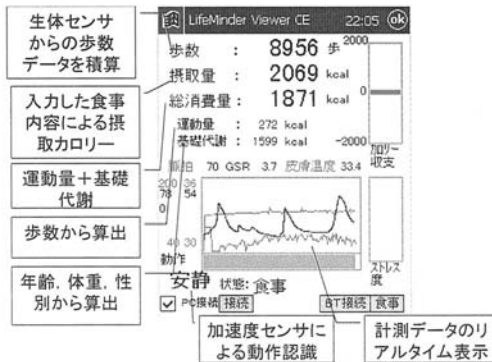 生体センサ
からの歩数
データを積算
入力した食事
内容による摂
取カロリー
運動量＋基礎
代謝
歩数から算出
年齢，体重，性
別から算出
LifeMinder Viewer CE 22:05 ok
歩数 : 8956 歩
摂取量 : 2069 kcal
総消費量 : 1871 kcal
運動量 : 272 kcal
基礎代謝 : 1599 kcal
2000
0
-2000
カロリー
収支
脈拍 70 GSR 3.7 皮膚温度 33.4
200 36
78 54
0
40 30
動作
安静 状態: 食事
ストレス
度
PC接続 接続 BT接続 食事
加速度センサに
よる動作認識
計測データのリ
アルタイム表示